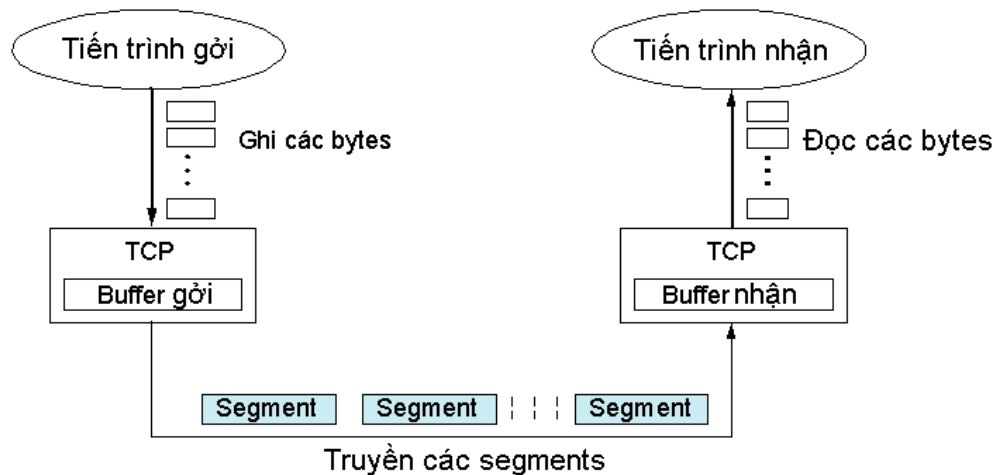 Tiến trình gởi
Tiến trình nhận
Ghi các bytes
Đọc các bytes
TCP
Buffer gởi
TCP
Buffer nhận
Segment
Segment
Segment
Truyền các segments